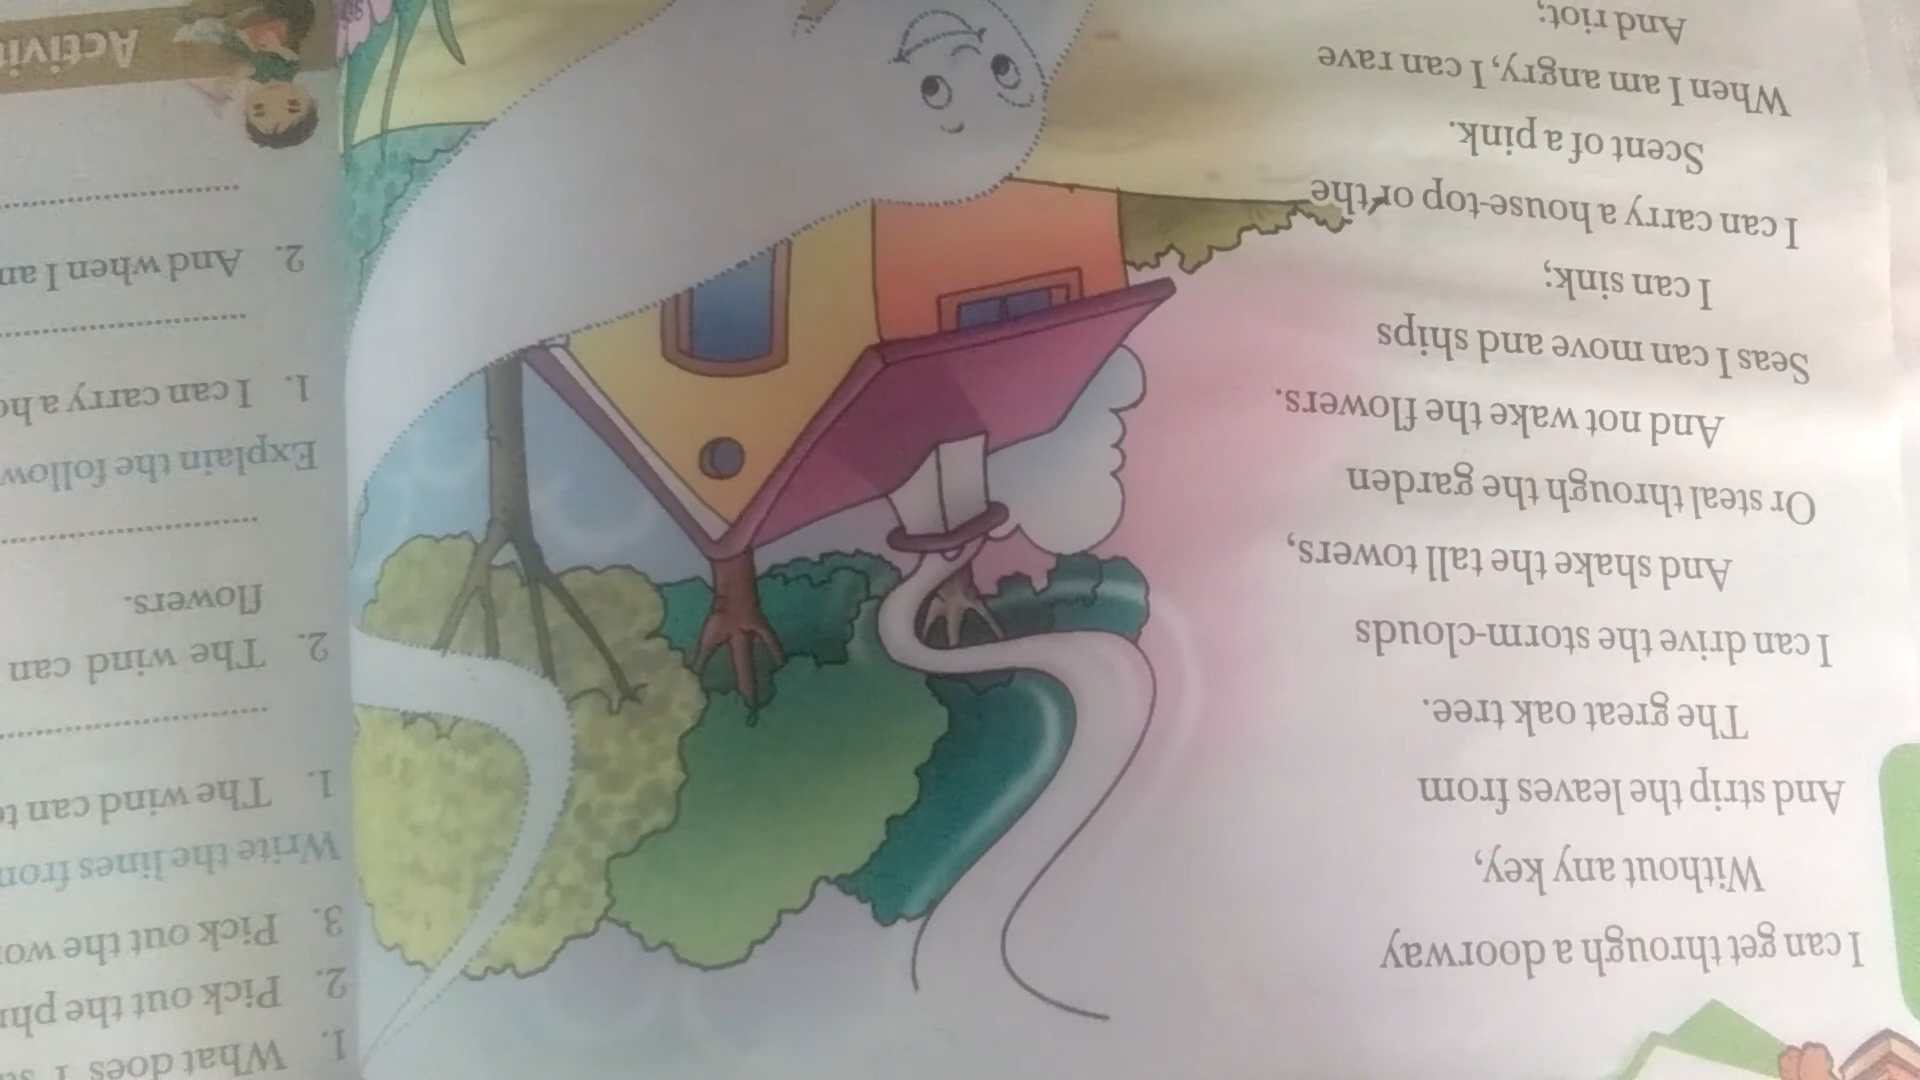 I can get through a doorway
Without any key,
And strip the leaves from
The great oak tree.
I can drive the storm-clouds
And shake the tall towers,
Or steal through the garden
And not wake the flowers.
Seas I can move and ships
I can sink;
I can carry a house-top or the
Scent of a pink.
When I am angry, I can rave
And riot;
1. What does 'I'
2. Pick out the
3. Pick out the
Write the lines
1. The wind can
2. The wind can
flowers.
Explain the
1. I can carry a
2. And when I